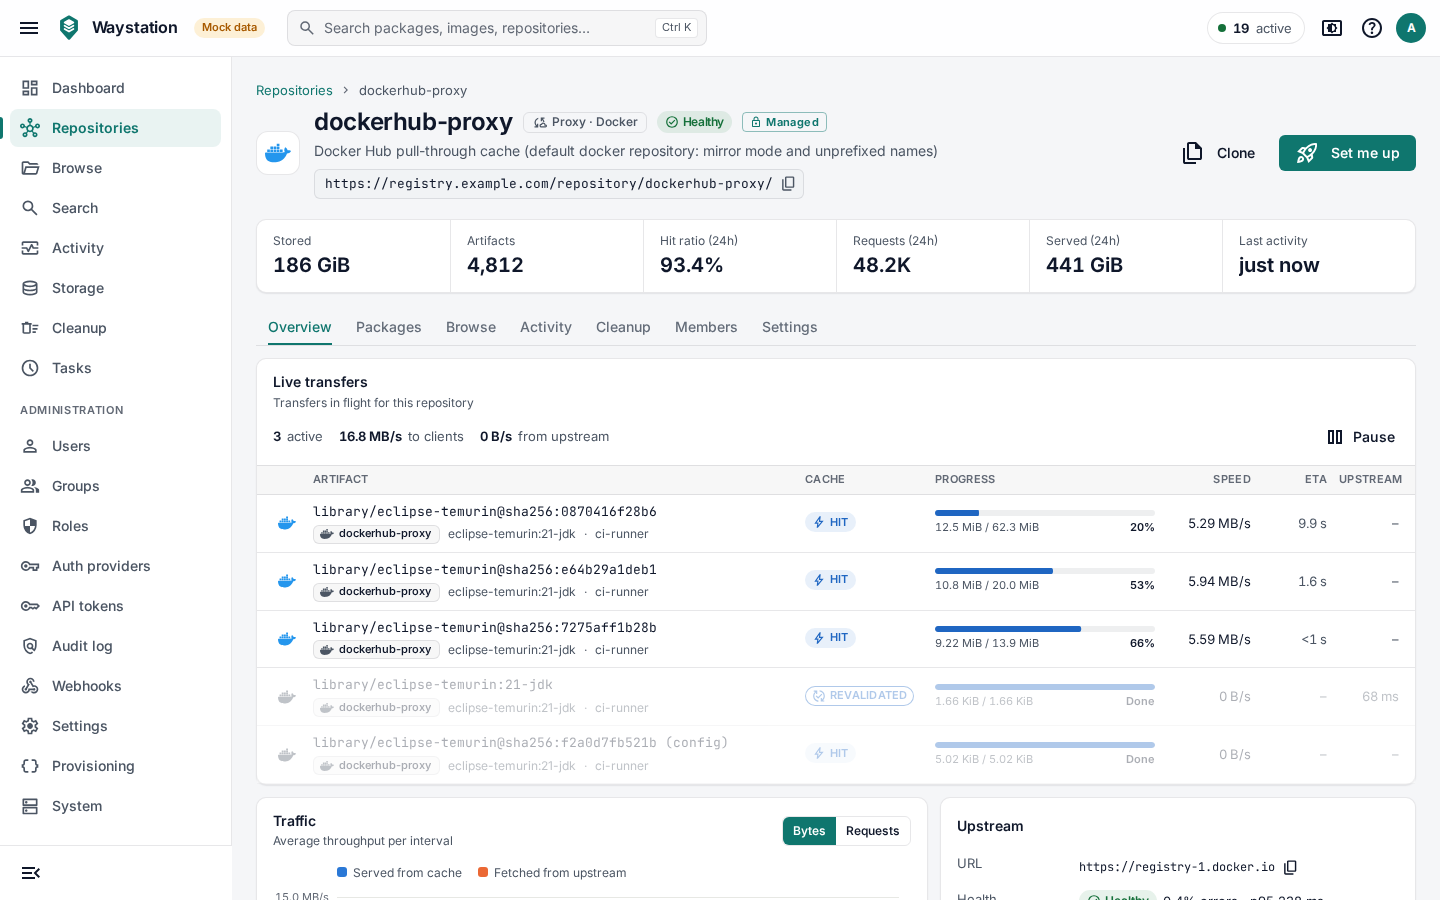 Waystation
Mock data
Search packages, images, repositories...
Ctrl K
19 active
A
Dashboard
Repositories
Browse
Search
Activity
Storage
Cleanup
Tasks
ADMINISTRATION
Users
Groups
Roles
Auth providers
API tokens
Audit log
Webhooks
Settings
Provisioning
System
Repositories > dockerhub-proxy
dockerhub-proxy
Proxy · Docker
Healthy
Managed
Docker Hub pull-through cache (default docker repository: mirror mode and unprefixed names)
https://registry.example.com/repository/dockerhub-proxy/
Clone
Set me up
Stored
186 GiB
Artifacts
4,812
Hit ratio (24h)
93.4%
Requests (24h)
48.2K
Served (24h)
441 GiB
Last activity
just now
Overview Packages Browse Activity Cleanup Members Settings
Live transfers
Transfers in flight for this repository
3 active 16.8 MB/s to clients 0 B/s from upstream
Pause
ARTIFACT CACHE PROGRESS SPEED ETA UPSTREAM
library/eclipse-temurin@sha256:0870416f28b6
dockerhub-proxy eclipse-temurin:21-jdk · ci-runner
HIT
12.5 MiB / 62.3 MiB 20%
5.29 MB/s 9.9 s –
library/eclipse-temurin@sha256:e64b29a1deb1
dockerhub-proxy eclipse-temurin:21-jdk · ci-runner
HIT
10.8 MiB / 20.0 MiB 53%
5.94 MB/s 1.6 s –
library/eclipse-temurin@sha256:7275aff1b28b
dockerhub-proxy eclipse-temurin:21-jdk · ci-runner
HIT
9.22 MiB / 13.9 MiB 66%
5.59 MB/s <1 s –
library/eclipse-temurin:21-jdk
dockerhub-proxy eclipse-temurin:21-jdk · ci-runner
REVALIDATED
1.66 KiB / 1.66 KiB Done
0 B/s – 68 ms
library/eclipse-temurin@sha256:f2a0d7fb521b (config)
dockerhub-proxy eclipse-temurin:21-jdk · ci-runner
HIT
5.02 KiB / 5.02 KiB Done
0 B/s – –
Traffic
Average throughput per interval
Bytes Requests
Served from cache Fetched from upstream
15.0 MB/s
Upstream
URL https://registry-1.docker.io
Health Healthy